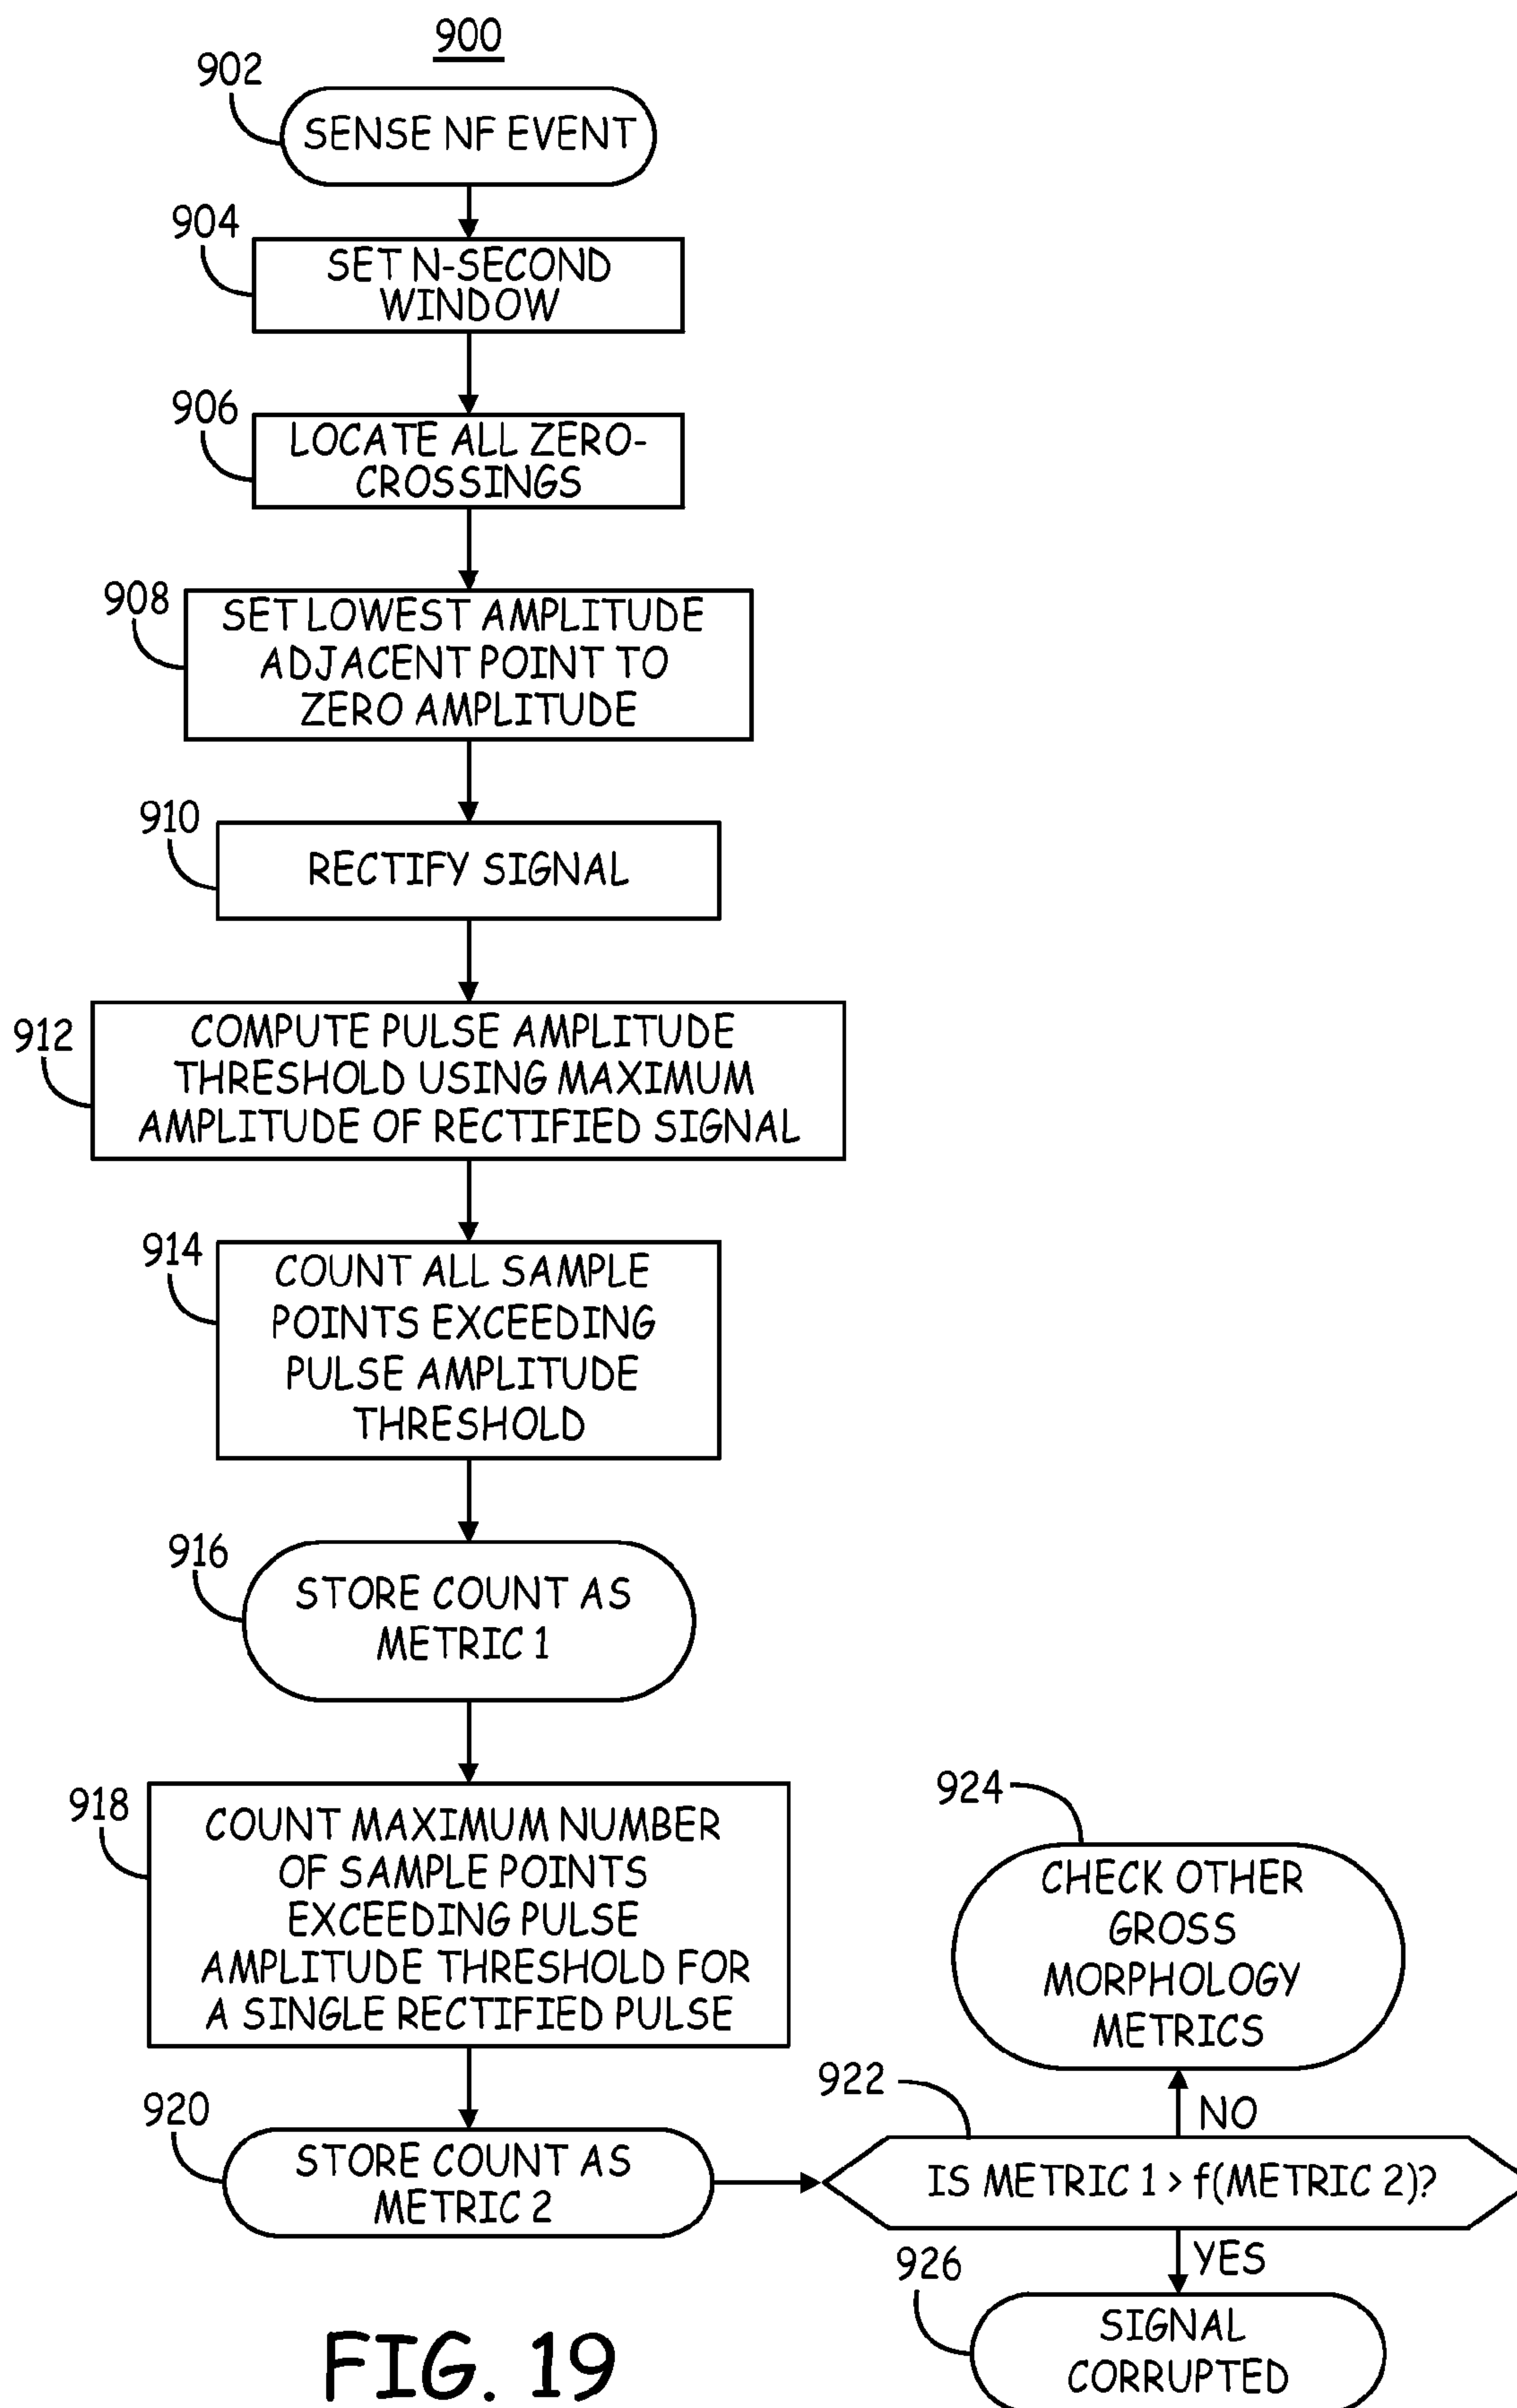 900
902
SENSE NF EVENT
904
SET N-SECOND
WINDOW
906
LOCATE ALL ZERO-
CROSSINGS
908
SET LOWEST AMPLITUDE
ADJACENT POINT TO
ZERO AMPLITUDE
910
RECTIFY SIGNAL
912
COMPUTE PULSE AMPLITUDE
THRESHOLD USING MAXIMUM
AMPLITUDE OF RECTIFIED SIGNAL
914
COUNT ALL SAMPLE
POINTS EXCEEDING
PULSE AMPLITUDE
THRESHOLD
916
STORE COUNT AS
METRIC 1
918
COUNT MAXIMUM NUMBER
OF SAMPLE POINTS
EXCEEDING PULSE
AMPLITUDE THRESHOLD FOR
A SINGLE RECTIFIED PULSE
920
STORE COUNT AS
METRIC 2
924
CHECK OTHER
GROSS
MORPHOLOGY
METRICS
922
NO
IS METRIC 1 > f(METRIC 2)?
YES
926
SIGNAL
CORRUPTED
FIG. 19